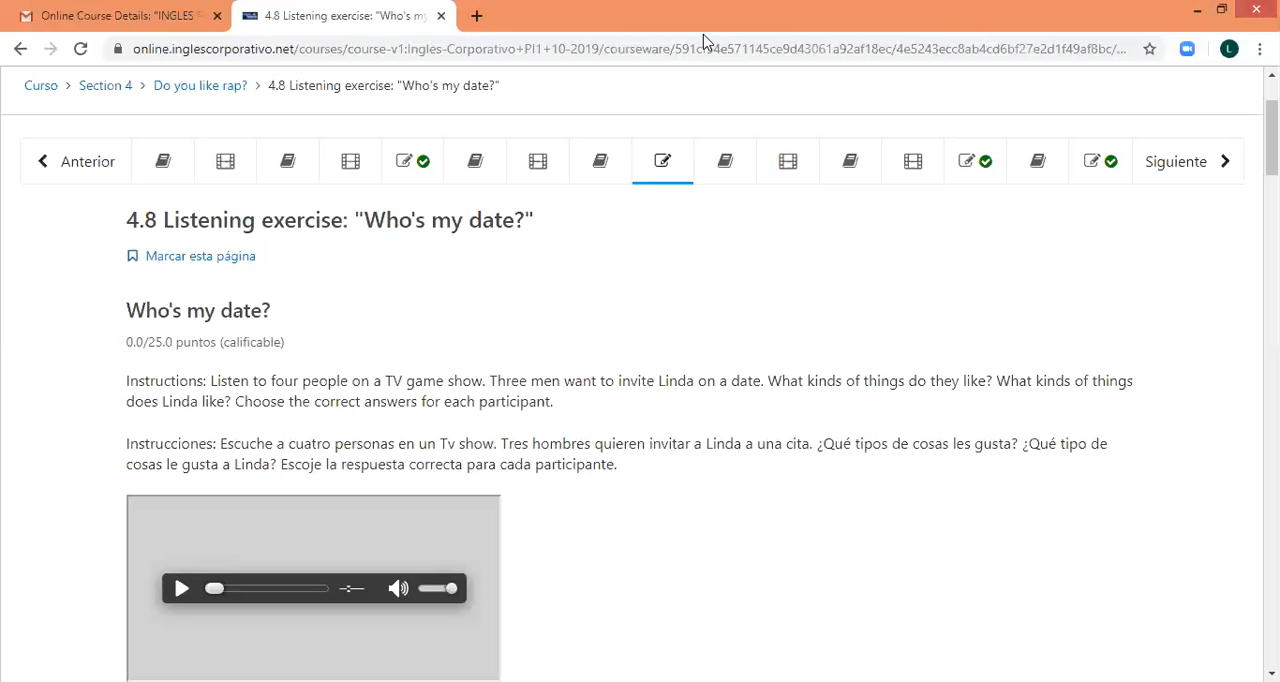 Online Course Details: "INGLES
4.8 Listening exercise: "Who's my
online.inglescorporativo.net/courses/course-v1:Ingles-Corporativo+PI1+10-2019/courseware/
L
Curso > Section 4 > Do you like rap? > 4.8 Listening exercise: "Who's my date?"
Anterior
Siguiente
4.8 Listening exercise: "Who's my date?"
Marcar esta página
Who's my date?
0.0/25.0 puntos (calificable)
Instructions: Listen to four people on a TV game show. Three men want to invite Linda on a date. What kinds of things do they like? What kinds of things
does Linda like? Choose the correct answers for each participant.
Instrucciones: Escuche a cuatro personas en un Tv show. Tres hombres quieren invitar a Linda a una cita. ¿Qué tipos de cosas les gusta? ¿Qué tipo de
cosas le gusta a Linda? Escoje la respuesta correcta para cada participante.